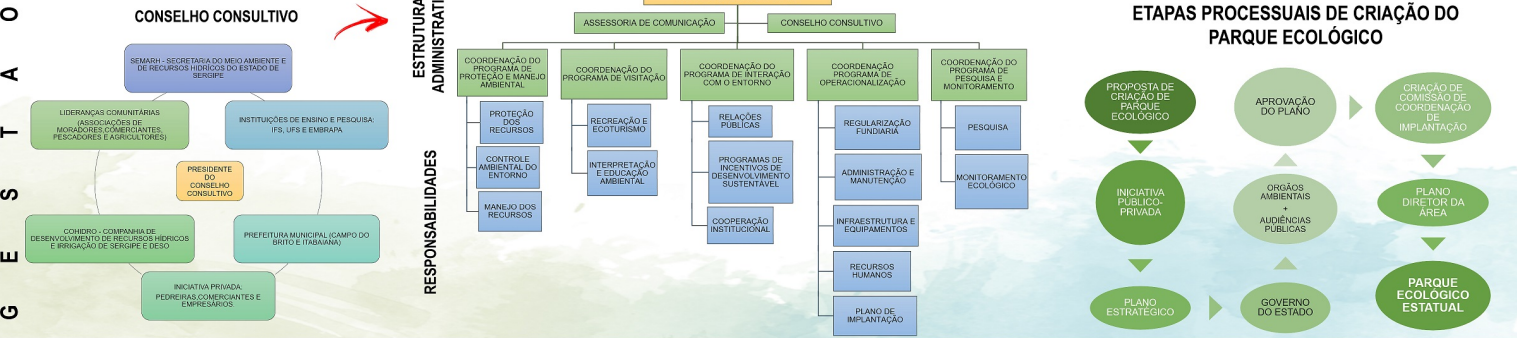 GESTAO
CONSELHO CONSULTIVO
SEMARH - SECRETARIA DO MEIO AMBIENTE E
DE RECURSOS HIDRÍCOS DO ESTADO DE
SERGIPE
LIDERANÇAS COMUNITÁRIAS
(ASSOCIAÇÕES DE
MORADORES,COMERCIANTES,
PESCADORES E AGRICULTORES)
INSTITUIÇÕES DE ENSINO E PESQUISA:
IFS, UFS E EMBRAPA
PRESIDENTE
DO
CONSELHO
CONSULTIVO
COHIDRO - COMPANHIA DE
DESENVOLVIMENTO DE RECURSOS HÍDRICOS
E IRRIGAÇÃO DE SERGIPE E DESO
PREFEITURA MUNICIPAL (CAMPO DO
BRITO E ITABAIANA)
INICIATIVA PRIVADA:
PEDREIRAS,COMERCIANTES E
EMPRESÁRIOS
ESTRUTURA
ADMINISTRATI
RESPONSABILIDADES
ASSESSORIA DE COMUNICAÇÃO
CONSELHO CONSULTIVO
COORDENAÇÃO DO
PROGRAMA DE
PROTEÇÃO E MANEJO
AMBIENTAL
PROTEÇÃO
DOS
RECURSOS
CONTROLE
AMBIENTAL DO
ENTORNO
MANEJO DOS
RECURSOS
COORDENAÇÃO DO
PROGRAMA DE VISITAÇÃO
RECREAÇÃO E
ECOTURISMO
INTERPRETAÇÃO
E EDUCAÇÃO
AMBIENTAL
COORDENAÇÃO DO
PROGRAMA DE INTERAÇÃO
COM O ENTORNO
RELAÇÕES
PÚBLICAS
PROGRAMAS DE
INCENTIVOS DE
DESENVOLVIMENTO
SUSTENTÁVEL
COOPERAÇÃO
INSTITUCIONAL
COORDENAÇÃO
PROGRAMA DE
OPERACIONALIZAÇÃO
REGULARIZAÇÃO
FUNDIARIA
ADMINISTRAÇÃO E
MANUTENÇÃO
INFRAESTRUTURA E
EQUIPAMENTOS
RECURSOS
HUMANOS
PLANO DE
IMPLANTAÇÃO
COORDENAÇÃO
DO PROGRAMA DE
PESQUISA E
MONITORAMENTO
PESQUISA
MONITORAMENTO
ECOLÓGICO
ETAPAS PROCESSUAIS DE CRIAÇÃO DO
PARQUE ECOLÓGICO
PROPOSTA DE
CRIAÇÃO DE
PARQUE
ECOLÓGICO
INICIATIVA
PÚBLICO-
PRIVADA
PLANO
ESTRATÉGICO
GOVERNO
DO ESTADO
ORGÃOS
AMBIENTAIS
+
AUDIÊNCIAS
PÚBLICAS
APROVAÇÃO
DO PLANO
CRIAÇÃO DE
COMISSÃO DE
COORDENAÇÃO
DE
IMPLANTAÇÃO
PLANO
DIRETOR DA
ÁREA
PARQUE
ECOLÓGICO
ESTATUAL